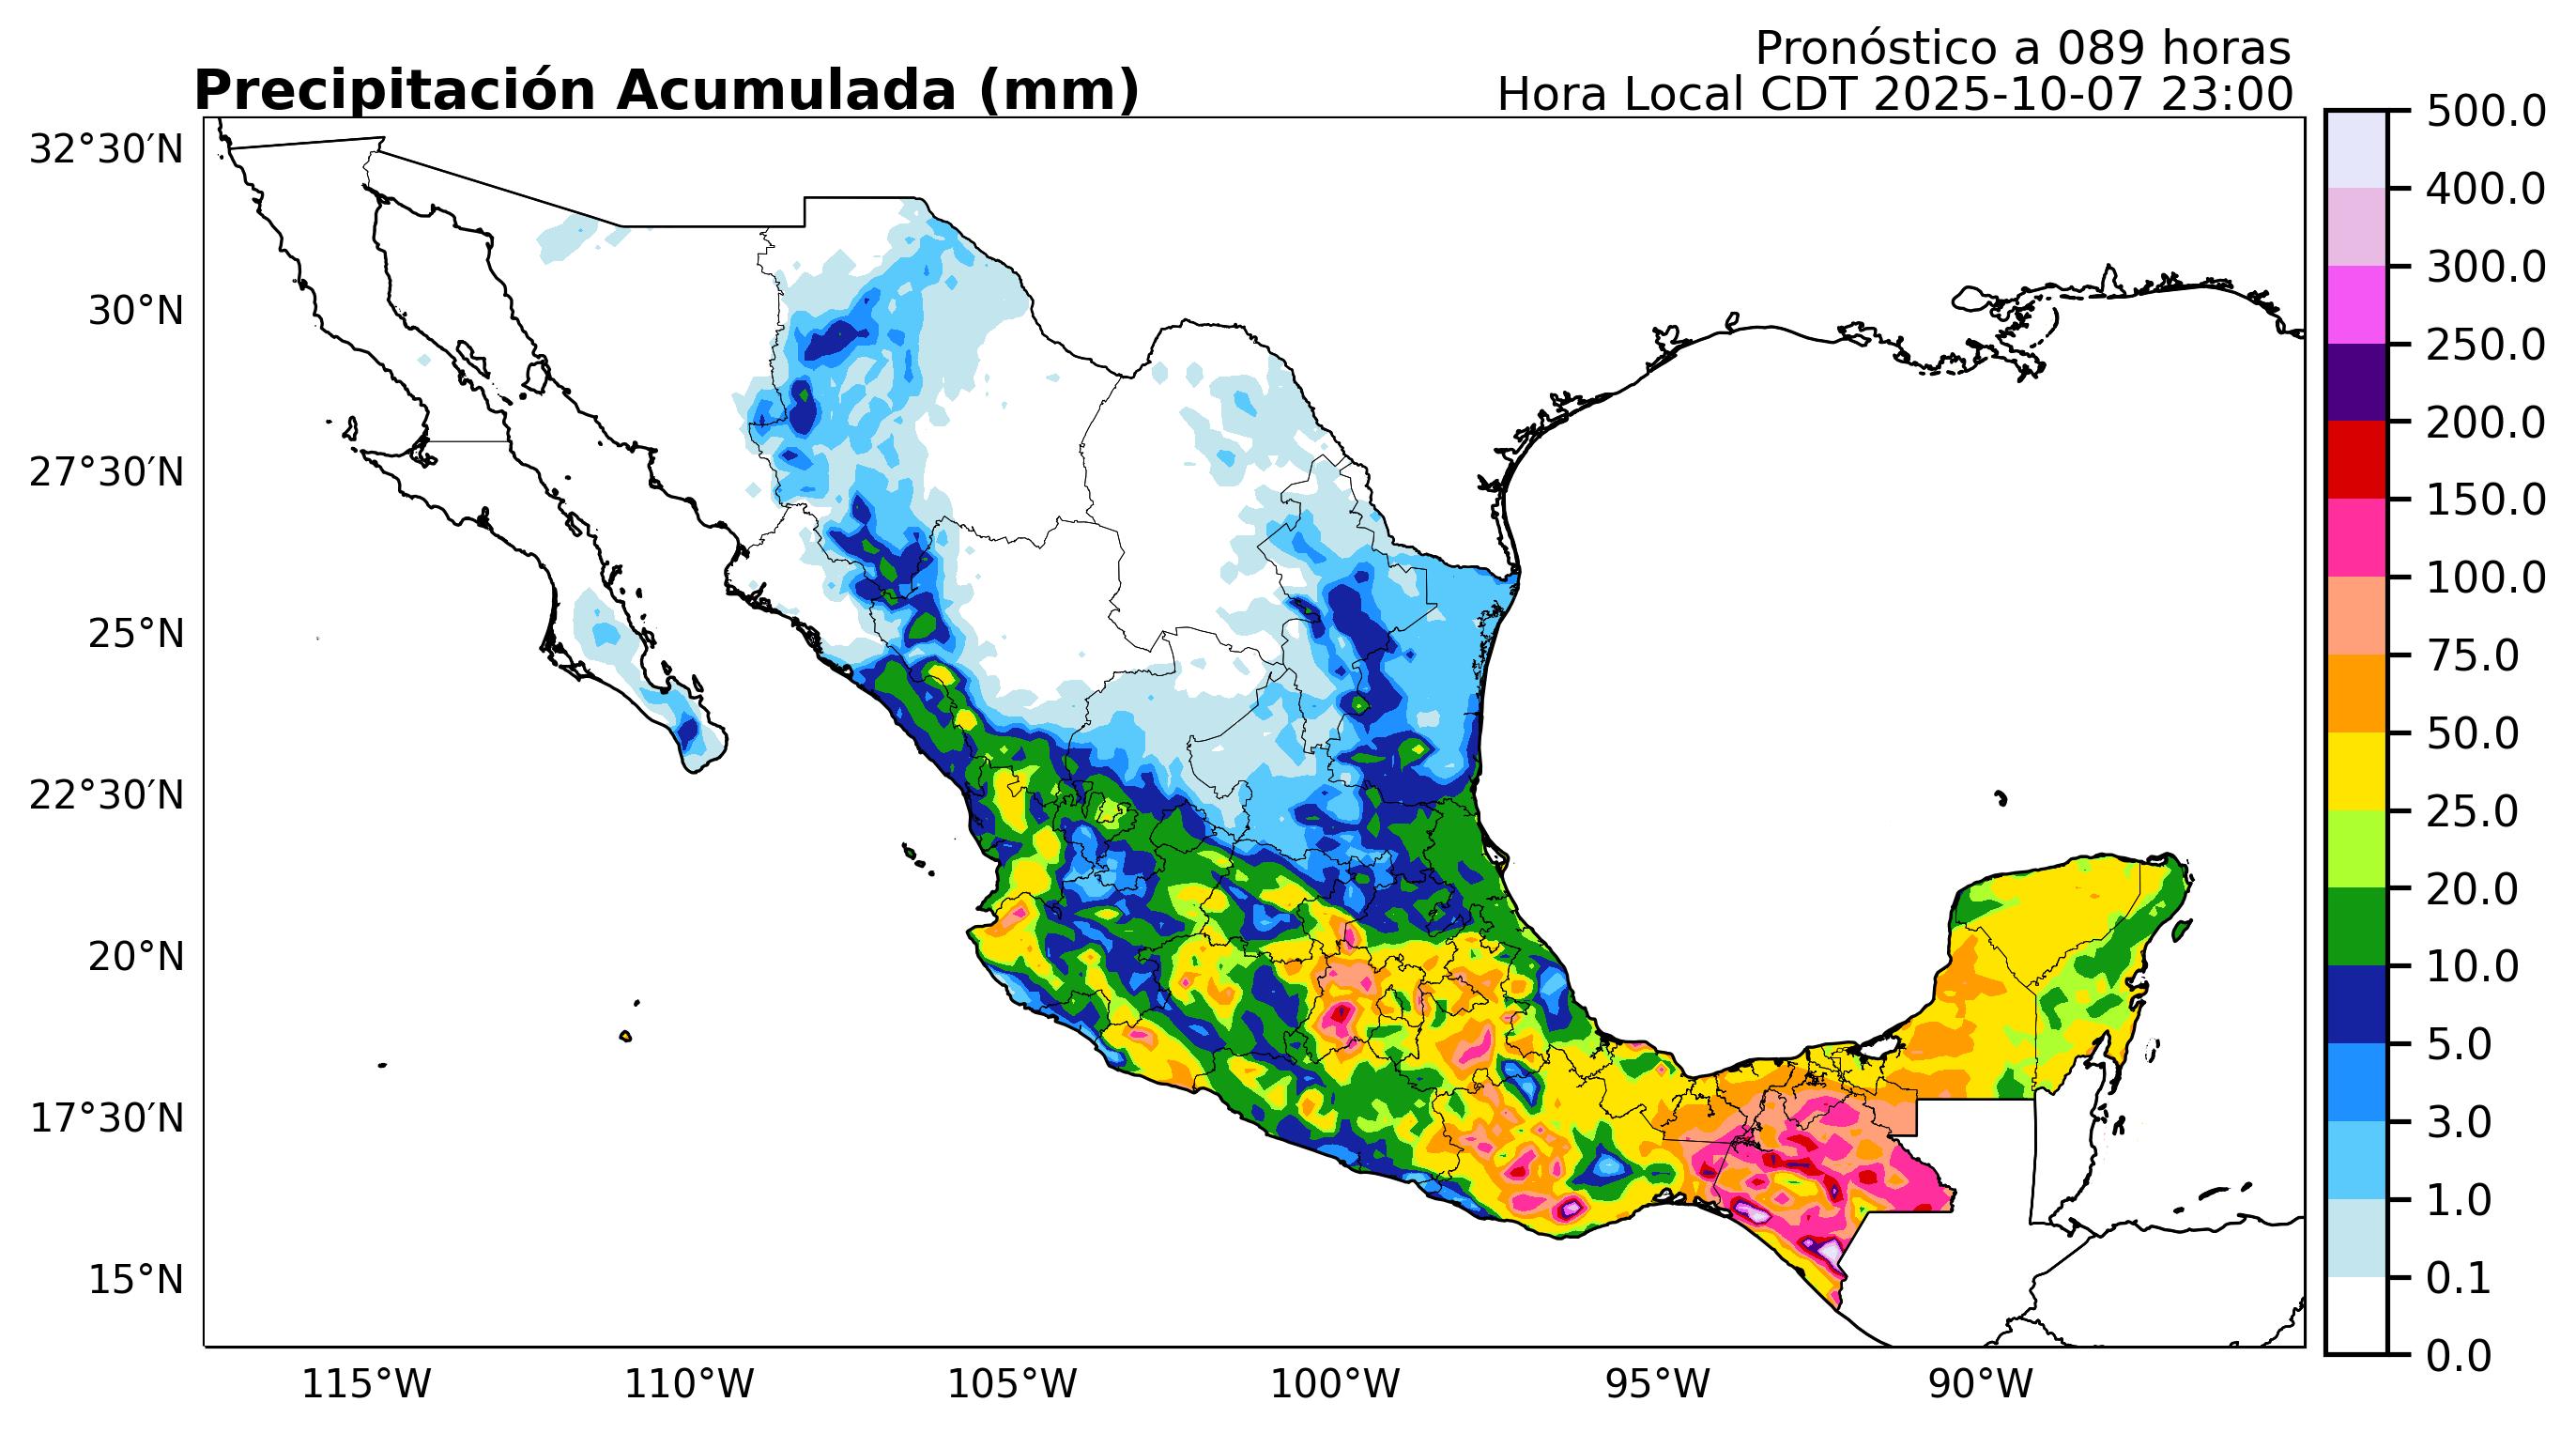 Pronóstico a 089 horas
Precipitación Acumulada (mm)
Hora Local CDT 2025-10-07 23:00
32°30′N
30°N
27°30′N
25°N
22°30′N
20°N
17°30′N
15°N
115°W
110°W
105°W
100°W
95°W
90°W
500.0
400.0
300.0
250.0
200.0
150.0
100.0
75.0
50.0
25.0
20.0
10.0
5.0
3.0
1.0
0.1
0.0